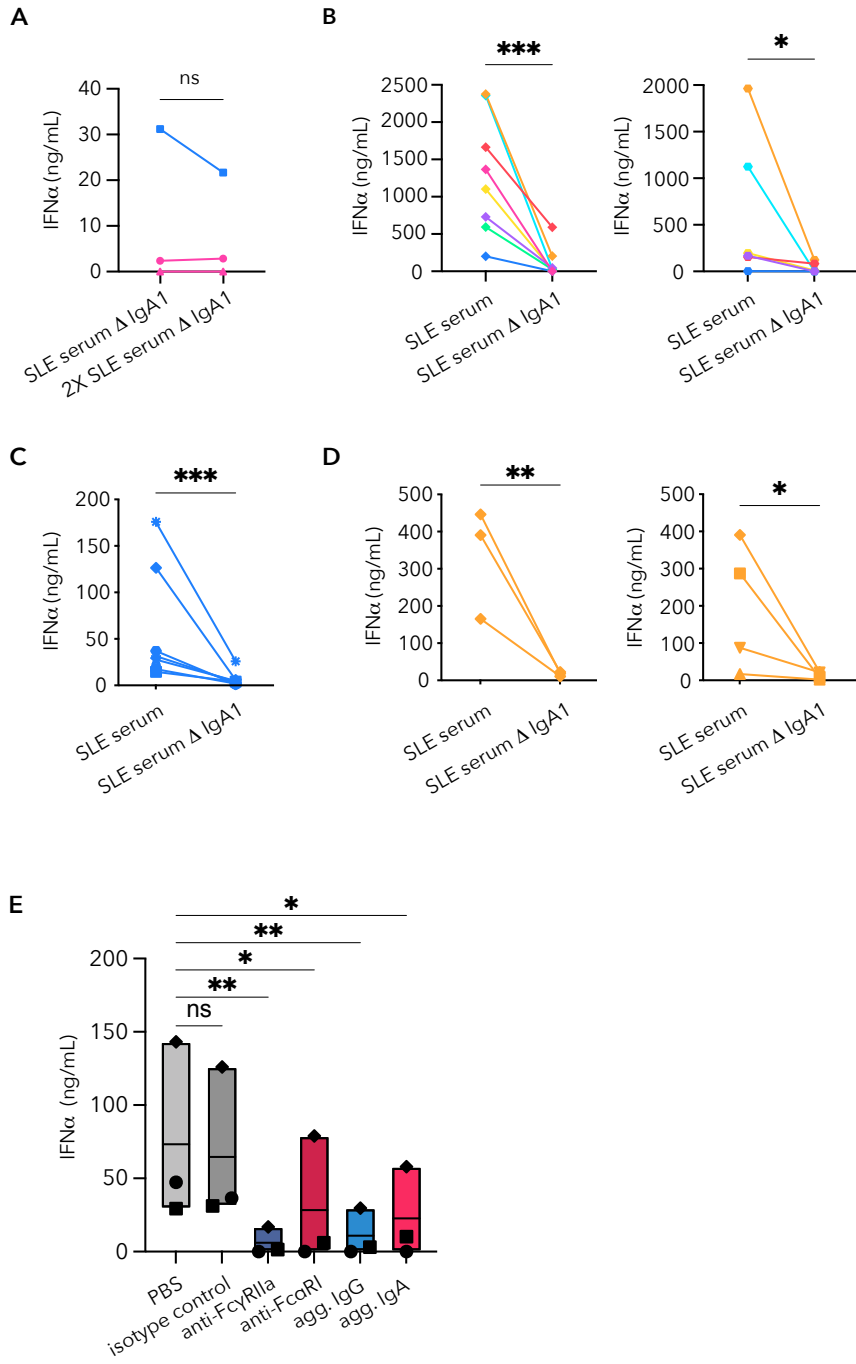 A
ns
40
30
20
10
0
IFNα (ng/mL)
SLE serum Δ IgA1
2X SLE serum Δ IgA1
B
***
2500
2000
1500
1000
500
0
IFNα (ng/mL)
SLE serum
SLE serum Δ IgA1
*
2000
1500
1000
500
0
IFNα (ng/mL)
SLE serum
SLE serum Δ IgA1
C
***
200
150
100
50
0
IFNα (ng/mL)
SLE serum
SLE serum Δ IgA1
D
**
500
400
300
200
100
0
IFNα (ng/mL)
SLE serum
SLE serum Δ IgA1
*
500
400
300
200
100
0
IFNα (ng/mL)
SLE serum
SLE serum Δ IgA1
E
*
**
*
**
ns
200
150
100
50
0
IFNα (ng/mL)
PBS
isotype control
anti-FcγRIIa
anti-FcαRI
agg. IgG
agg. IgA